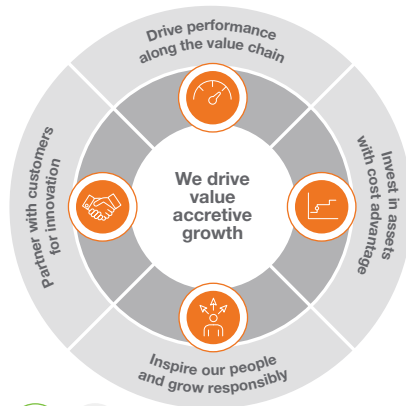 Drive performance
along the value chain
Partner with customers
for innovation
We drive
value
accretive
growth
Invest in assets
with cost advantage
Inspire our people
and grow responsibly